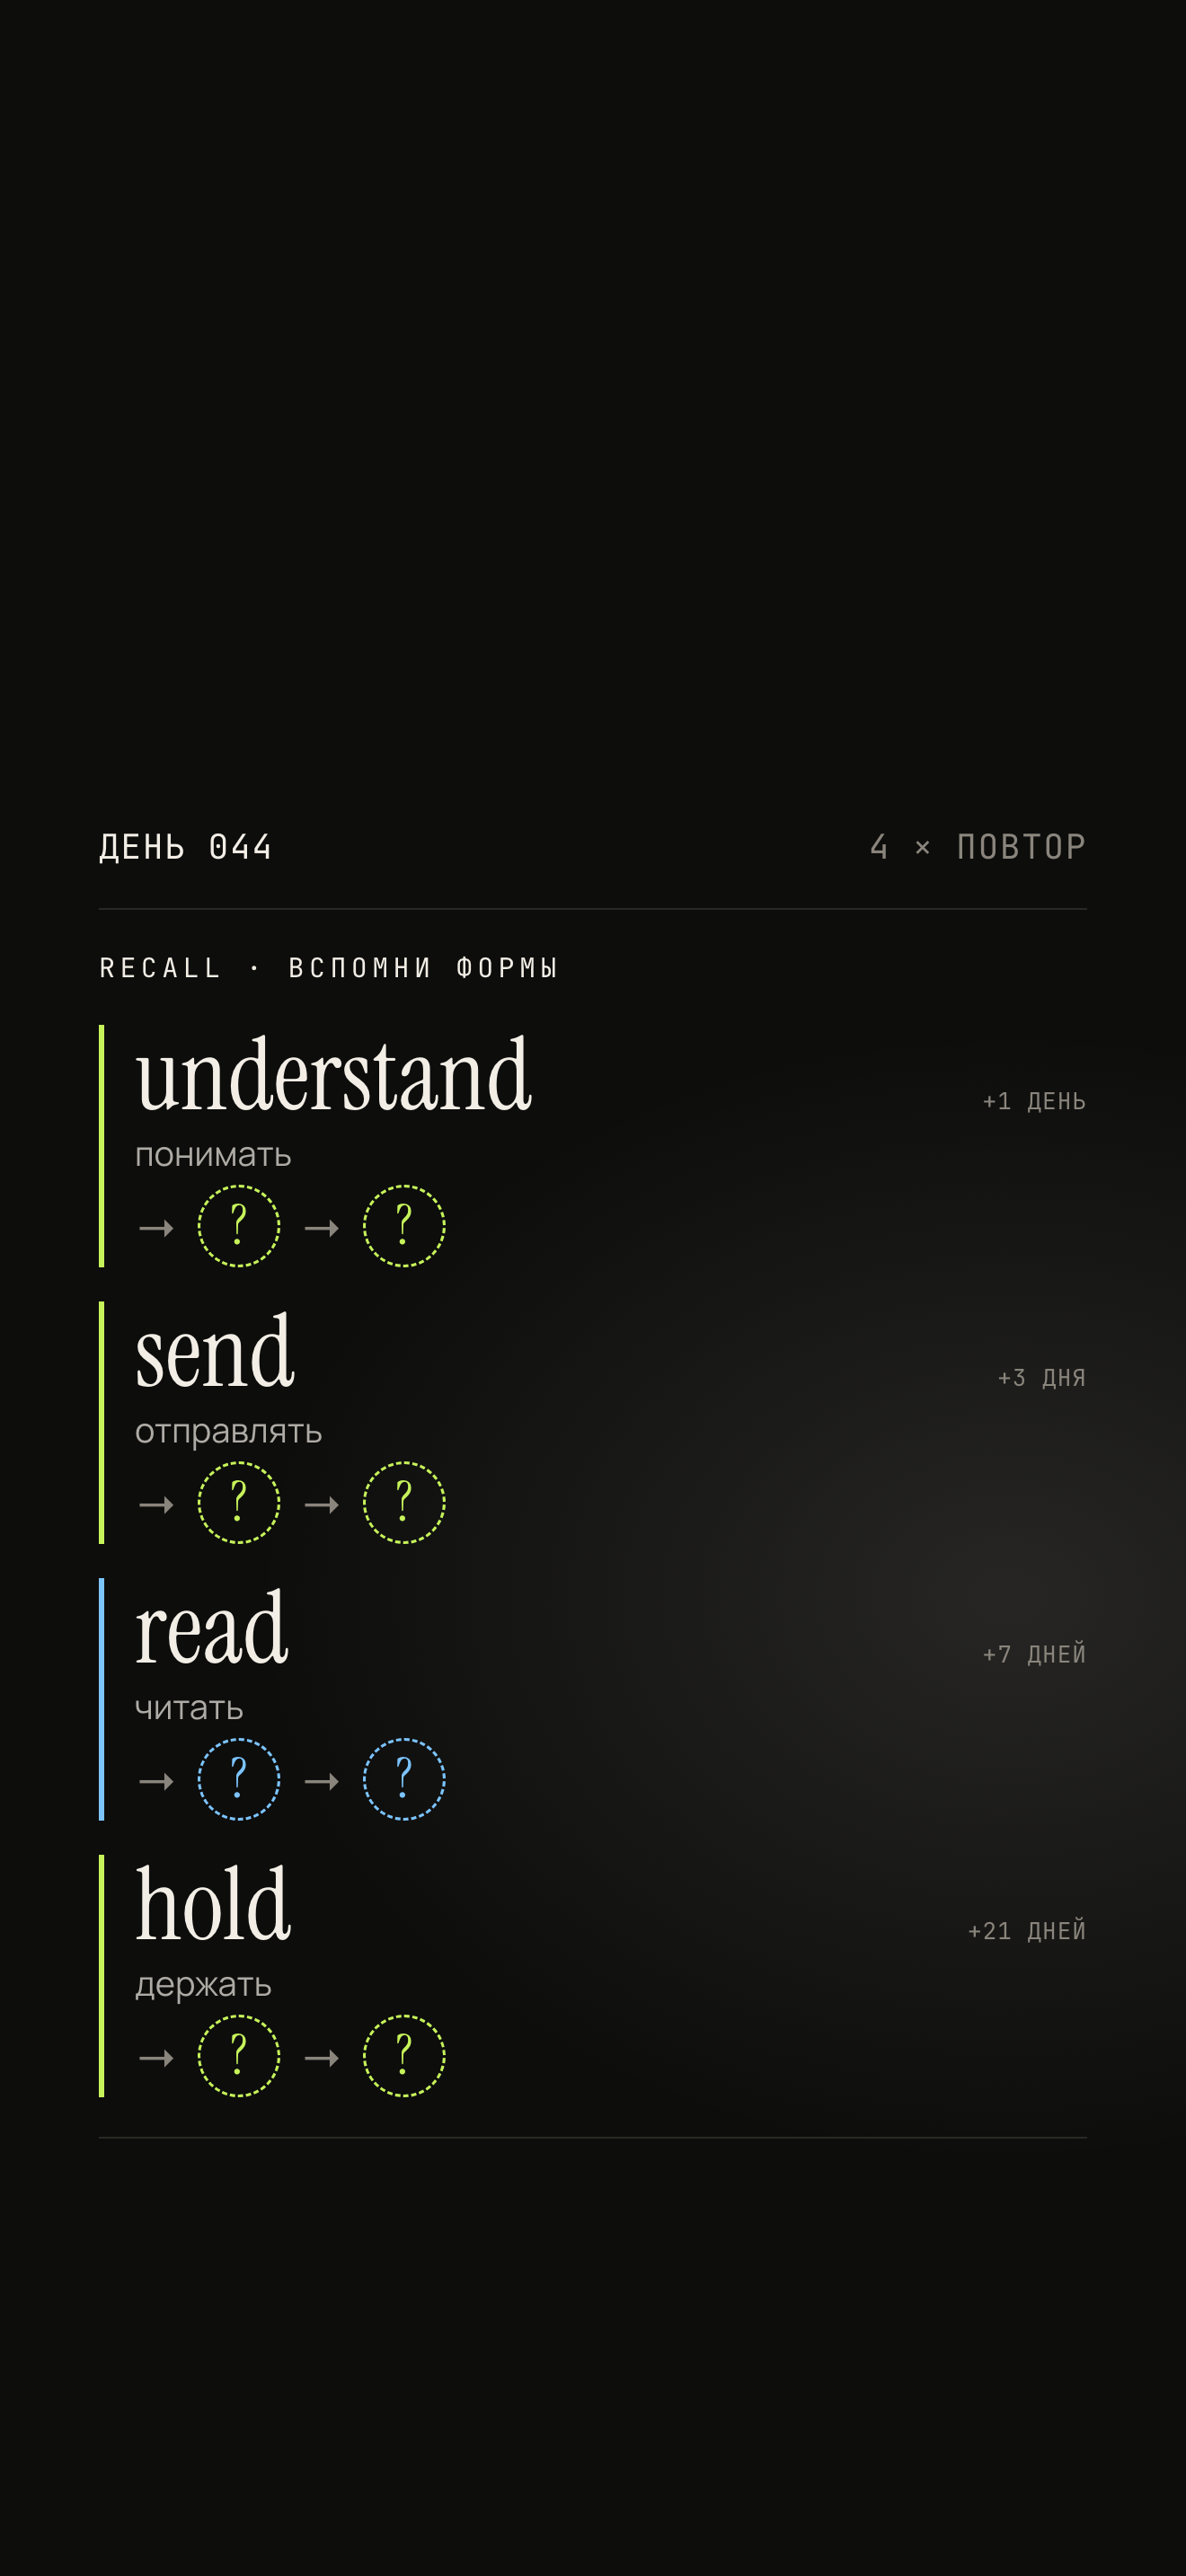 ДЕНЬ 044
4 × ПОВТОР
RECALL · ВСПОМНИ ФОРМЫ
understand
+1 ДЕНЬ
понимать
→ ? → ?
send
+3 ДНЯ
отправлять
→ ? → ?
read
+7 ДНЕЙ
читать
→ ? → ?
hold
+21 ДНЕЙ
держать
→ ? → ?